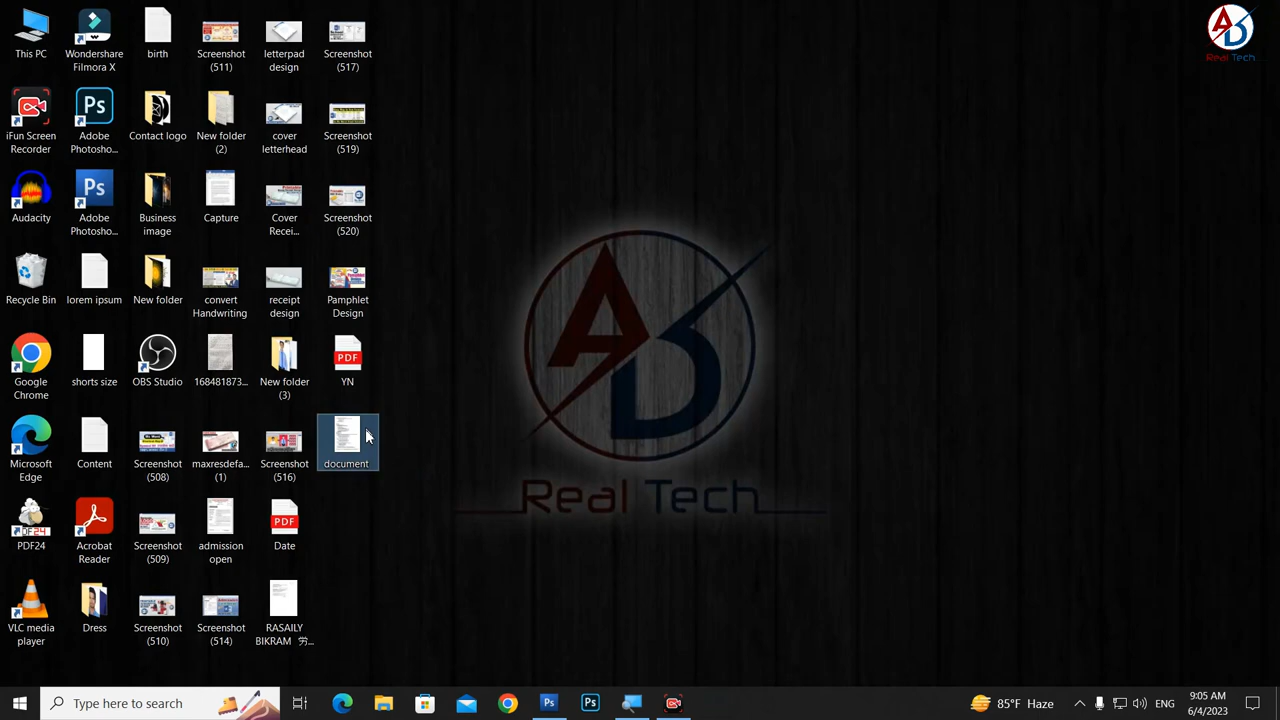 This PC
Wondershare
Filmora X
birth
Screenshot
(511)
letterpad
design
Screenshot
(517)
iFun Screen
Recorder
Adobe
Photosho...
Contact logo
New folder
(2)
cover
letterhead
Screenshot
(519)
Audacity
Adobe
Photosho...
Business
image
Capture
Cover
Recei...
Screenshot
(520)
Recycle Bin
lorem ipsum
New folder
convert
Handwriting
receipt
design
Pamphlet
Design
Google
Chrome
shorts size
OBS Studio
168481873...
New folder
(3)
PDF
YN
Microsoft
Edge
Content
Screenshot
(508)
maxresdefa...
(1)
Screenshot
(516)
document
PDF24
Acrobat
Reader
Screenshot
(509)
admission
open
PDF
Date
VLC media
player
Dress
Screenshot
(510)
Screenshot
(514)
RASAILY
BIKRAM 労...
Real Tech
Real Tech
Type here to search
85°F Haze
ENG
9:05 AM
6/4/2023